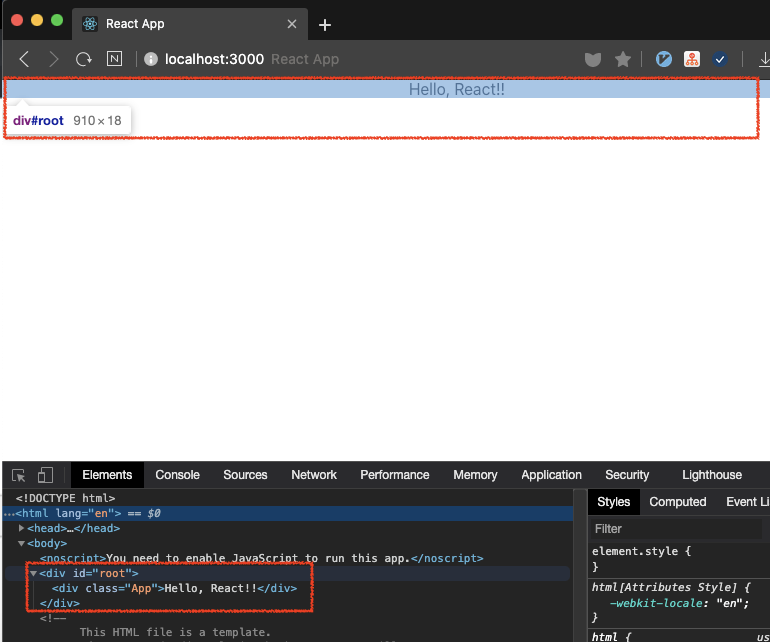 React App
localhost:3000 React App
Hello, React!!
div#root 910×18
Elements Console Sources Network Performance Memory Application Security Lighthouse
<!DOCTYPE html>
…<html lang="en"> == $0
<head>…</head>
<body>
<noscript>You need to enable JavaScript to run this app.</noscript>
<div id="root">
<div class="App">Hello, React!!</div>
</div>
<!--
This HTML file is a template.
Styles Computed Event Li
Filter
element.style {
}
html[Attributes Style] {
-webkit-locale: "en";
}
html { us